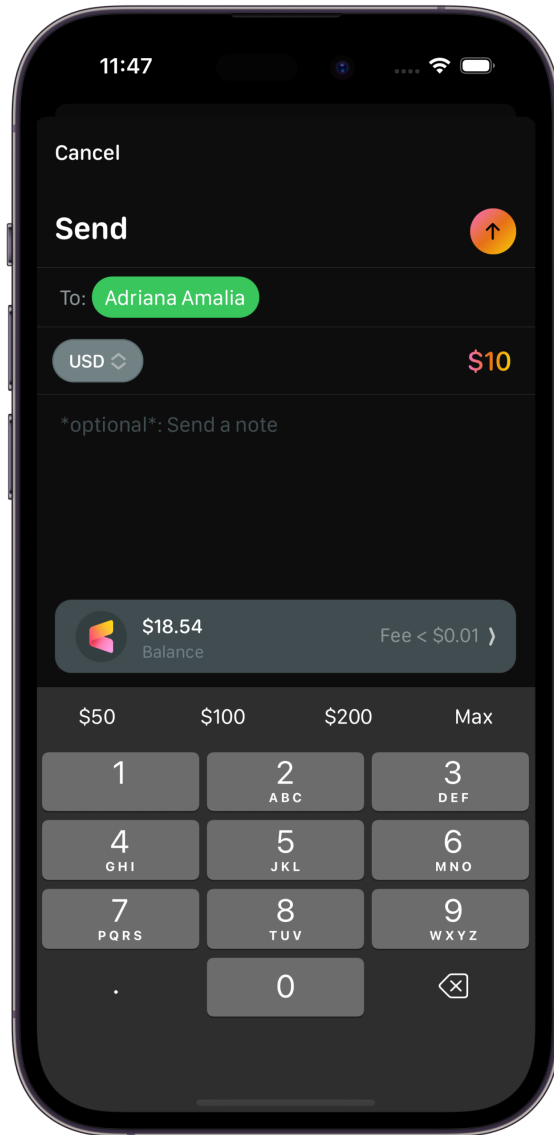 11:47
Cancel
Send
To: Adriana Amalia
USD $10
*optional*: Send a note
$18.54
Balance
Fee < $0.01 ⟩
$50 $100 $200 Max
1 2 3
ABC DEF
4 5 6
GHI JKL MNO
7 8 9
PQRS TUV WXYZ
. 0